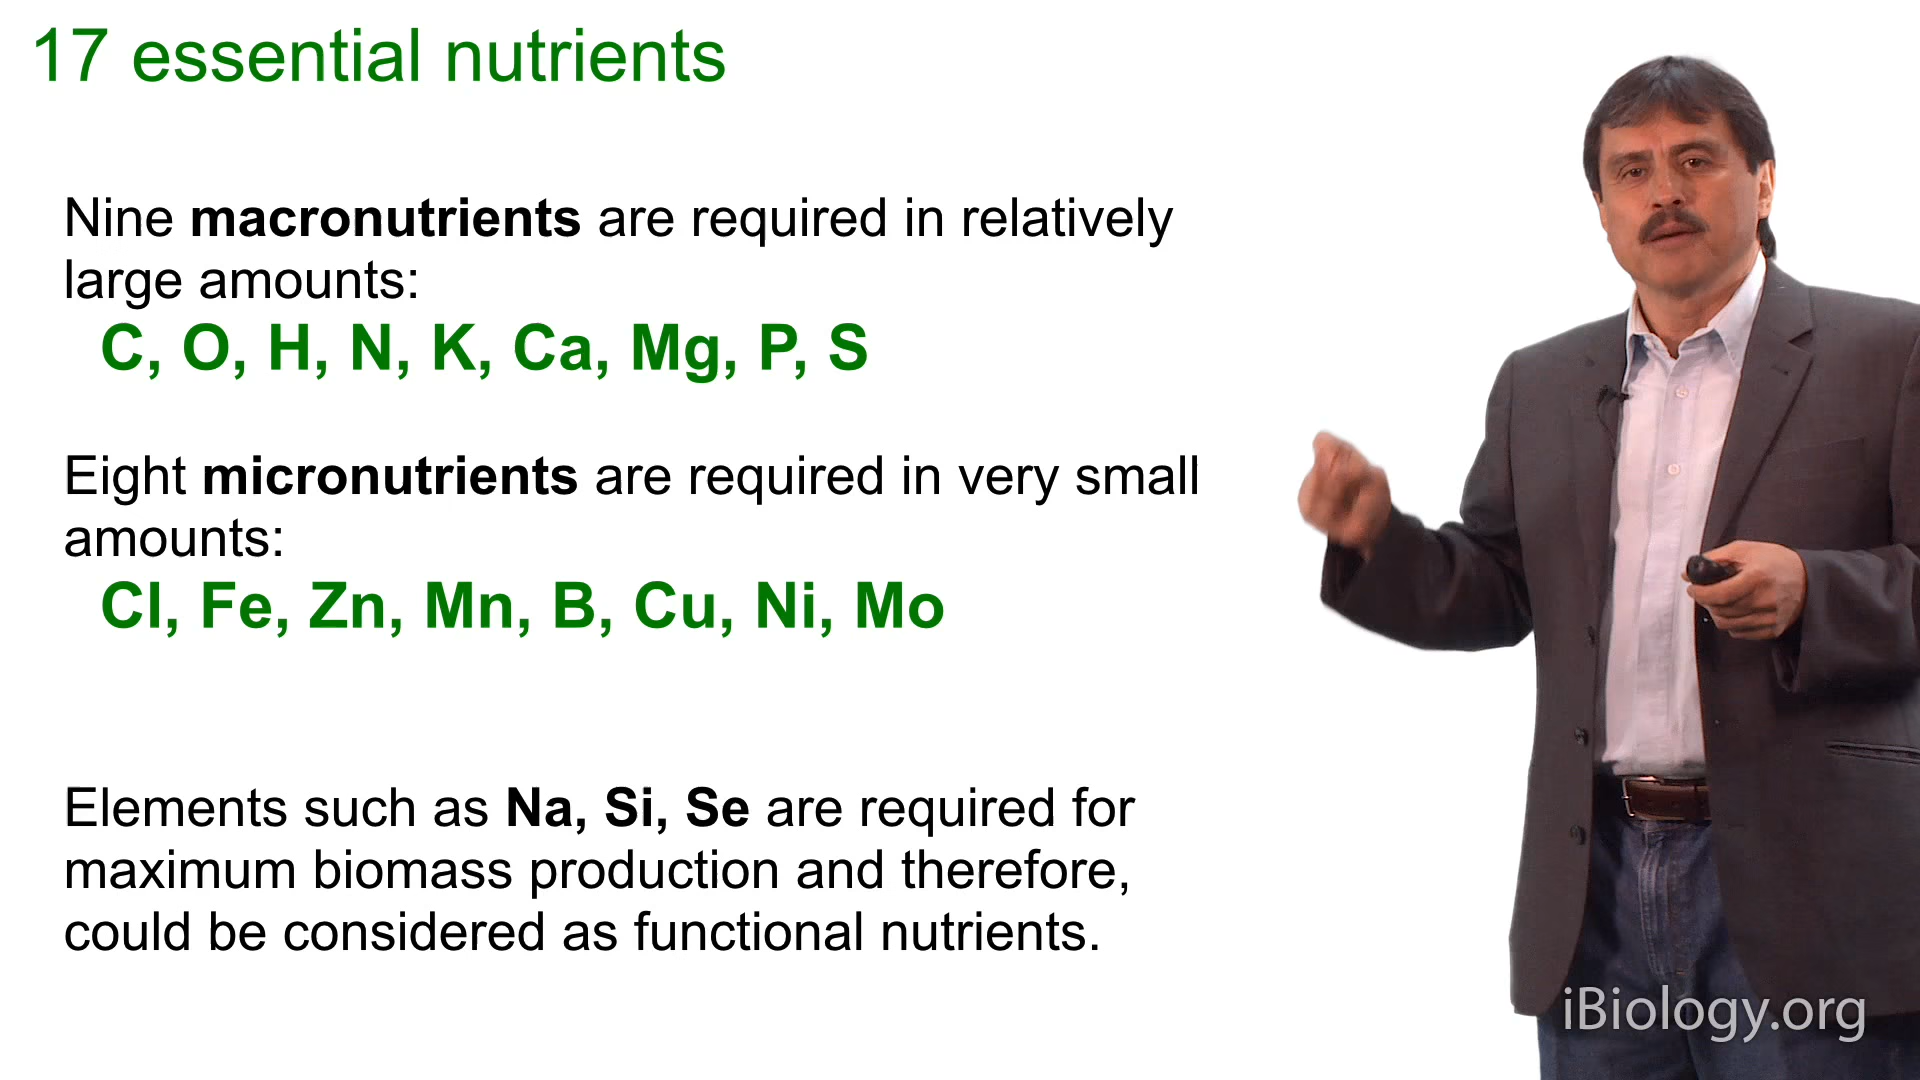 17 essential nutrients
Nine macronutrients are required in relatively
large amounts:
C, O, H, N, K, Ca, Mg, P, S
Eight micronutrients are required in very small
amounts:
Cl, Fe, Zn, Mn, B, Cu, Ni, Mo
Elements such as Na, Si, Se are required for
maximum biomass production and therefore,
could be considered as functional nutrients.
iBiology.org